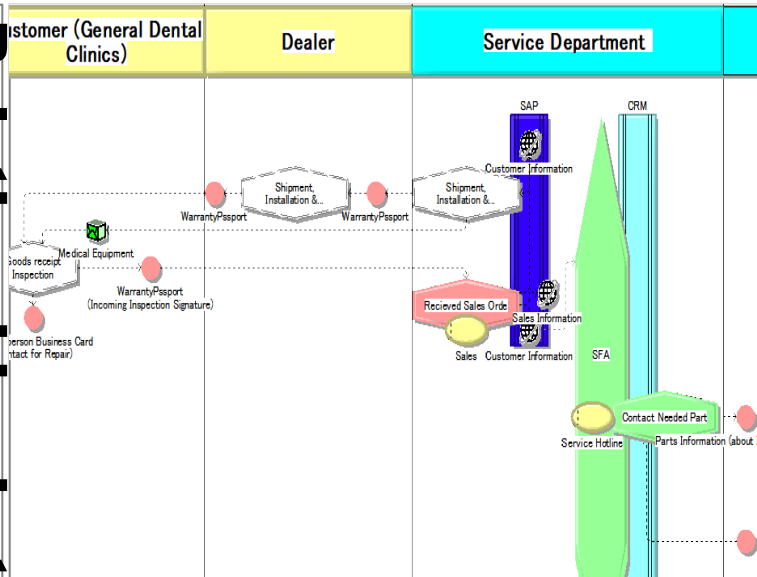 ustomer (General Dental
Clinics)
Dealer
Service Department
SAP
CRM
Customer Information
Shipment,
Installation &...
Shipment,
Installation &...
WarrantyPssport
WarrantyPssport
Medical Equipment
Goods receipt
Inspection
WarrantyPssport
(Incoming Inspection Signature)
Recieved Sales Orde
Sales Information
person Business Card
ntact for Repair)
Sales
Customer Information
SFA
Contact Needed Part
Service Hotline
Parts Information (about